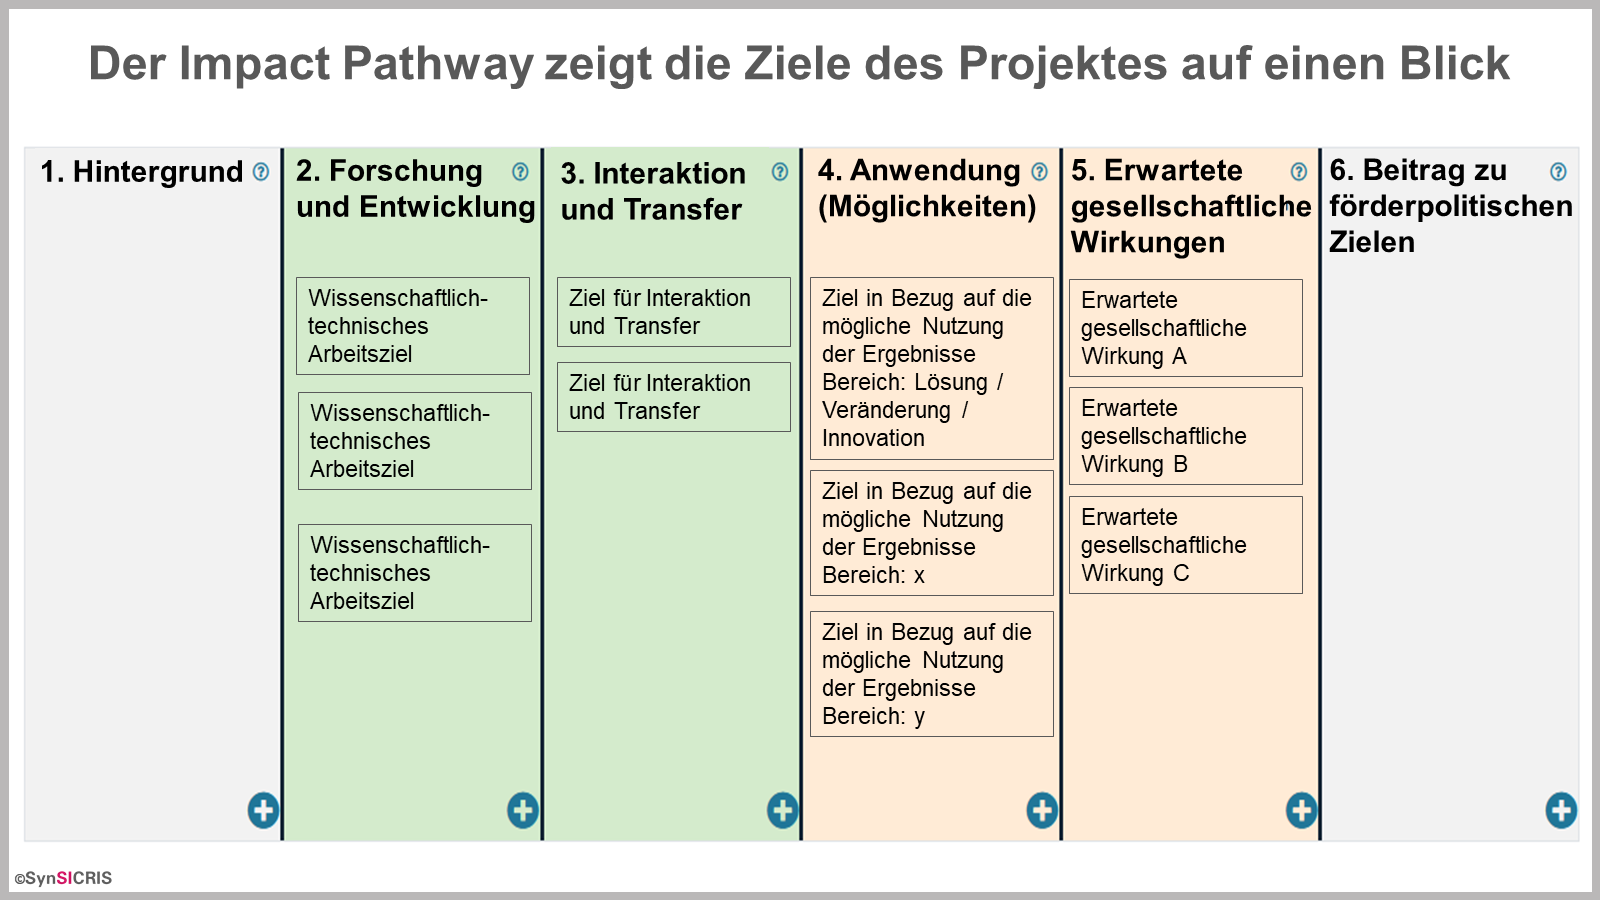 Der Impact Pathway zeigt die Ziele des Projektes auf einen Blick
1. Hintergrund
2. Forschung
und Entwicklung
Wissenschaftlich-
technisches
Arbeitsziel
Wissenschaftlich-
technisches
Arbeitsziel
Wissenschaftlich-
technisches
Arbeitsziel
3. Interaktion
und Transfer
Ziel für Interaktion
und Transfer
Ziel für Interaktion
und Transfer
4. Anwendung
(Möglichkeiten)
Ziel in Bezug auf die
mögliche Nutzung
der Ergebnisse
Bereich: Lösung /
Veränderung /
Innovation
Ziel in Bezug auf die
mögliche Nutzung
der Ergebnisse
Bereich: x
Ziel in Bezug auf die
mögliche Nutzung
der Ergebnisse
Bereich: y
5. Erwartete
gesellschaftliche
Wirkungen
Erwartete
gesellschaftliche
Wirkung A
Erwartete
gesellschaftliche
Wirkung B
Erwartete
gesellschaftliche
Wirkung C
6. Beitrag zu
förderpolitischen
Zielen
©SynSICRIS